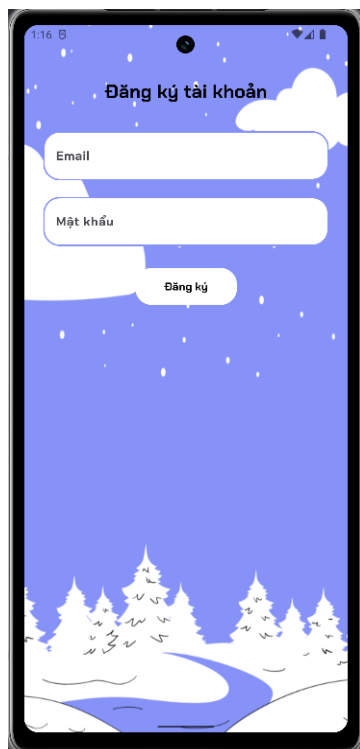 1:16
Đăng ký tài khoản
Email
Mật khẩu
Đăng ký